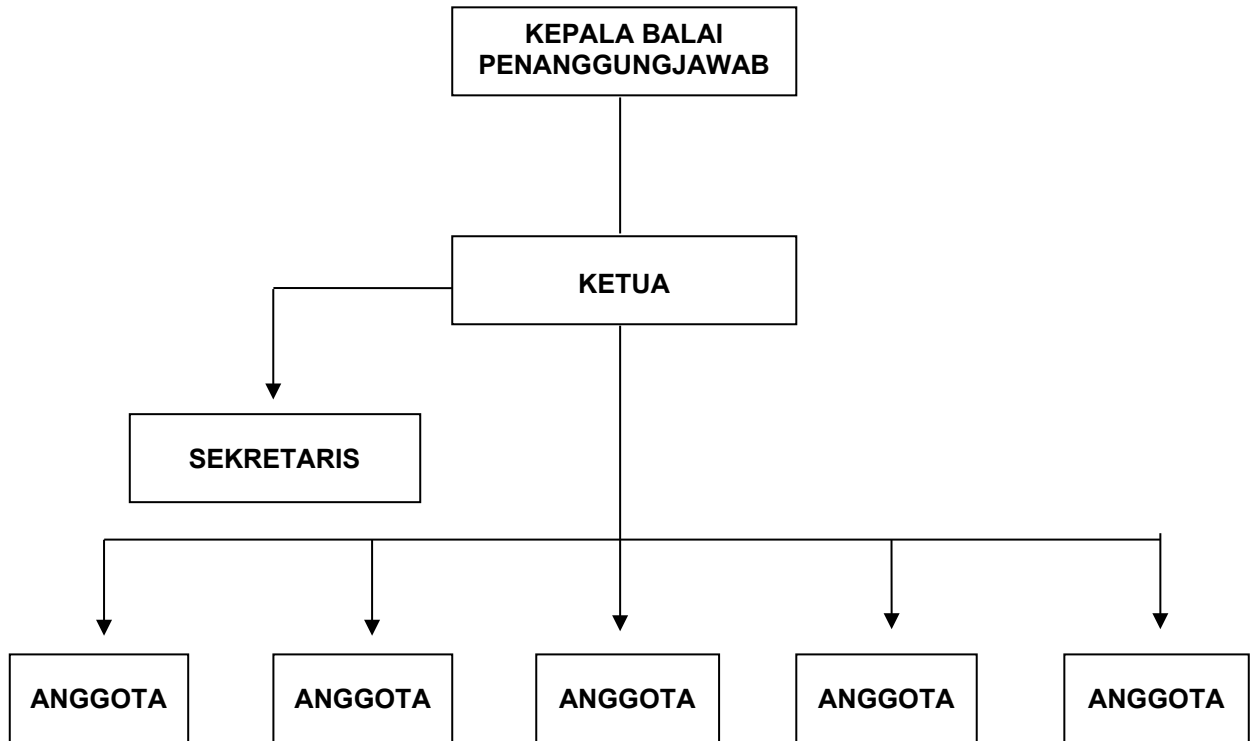 KEPALA BALAI
PENANGGUNGJAWAB
KETUA
SEKRETARIS
ANGGOTA
ANGGOTA
ANGGOTA
ANGGOTA
ANGGOTA